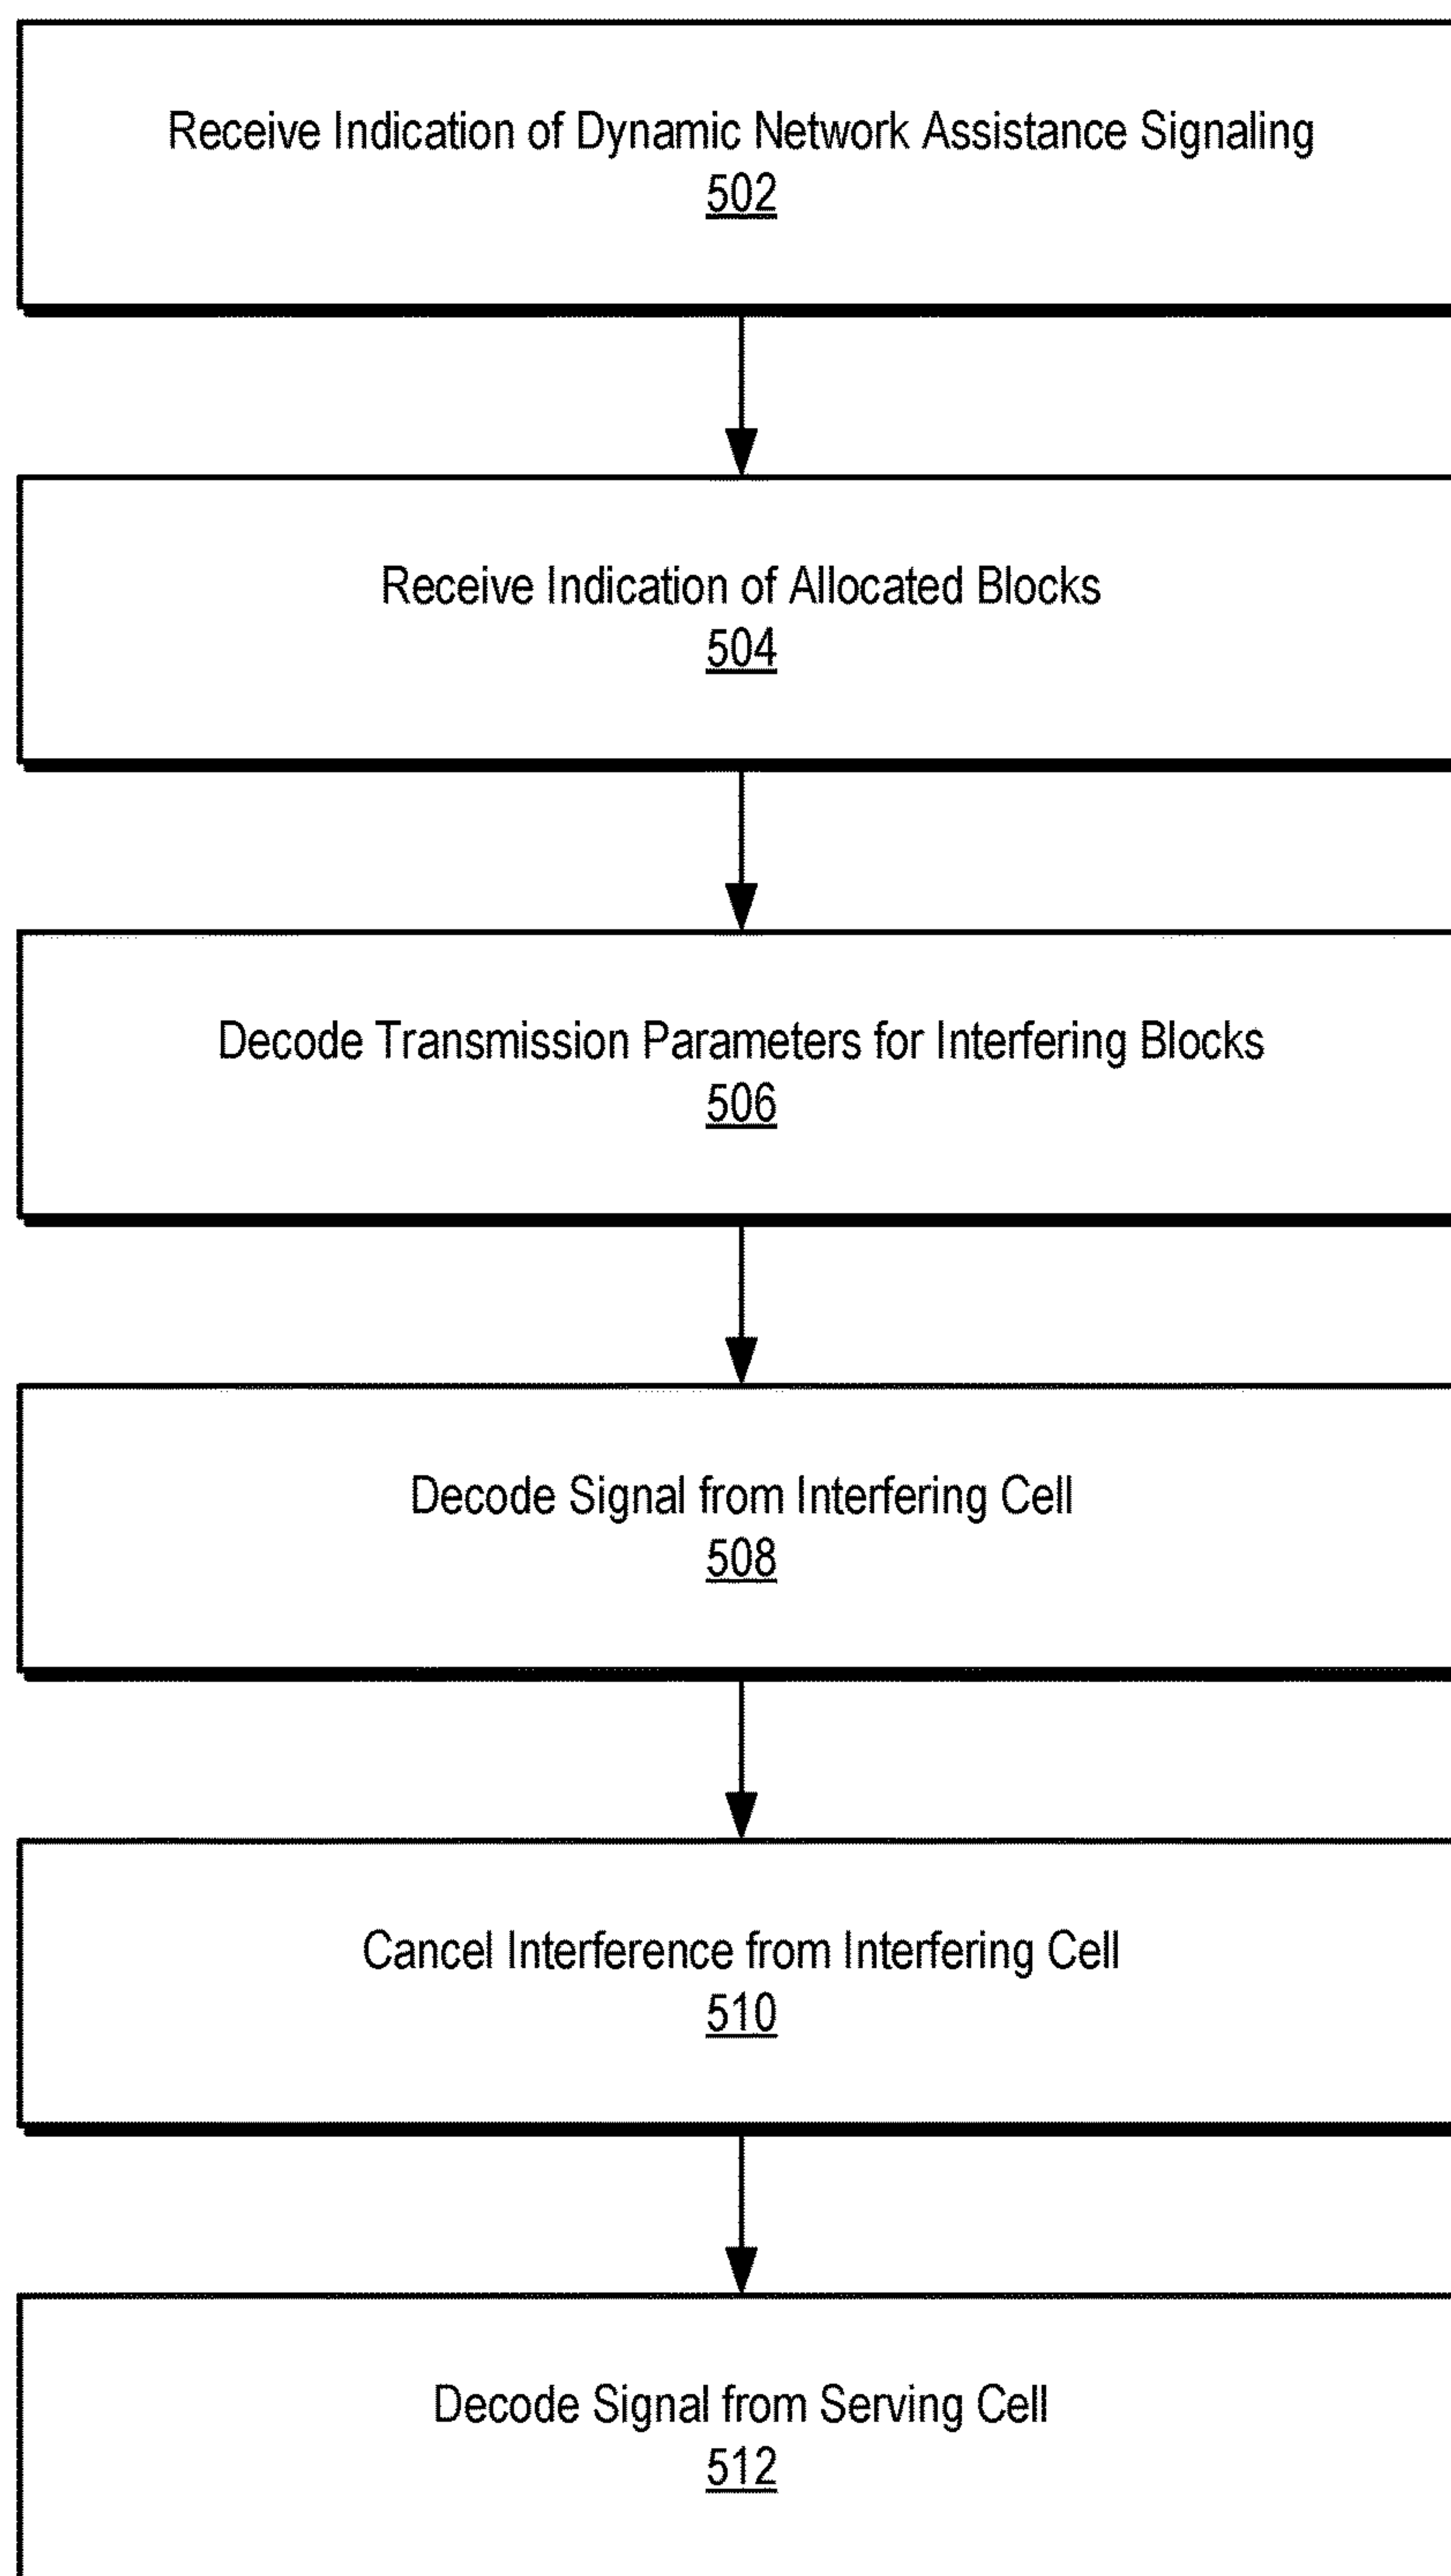 Receive Indication of Dynamic Network Assistance Signaling
502
Receive Indication of Allocated Blocks
504
Decode Transmission Parameters for Interfering Blocks
506
Decode Signal from Interfering Cell
508
Cancel Interference from Interfering Cell
510
Decode Signal from Serving Cell
512